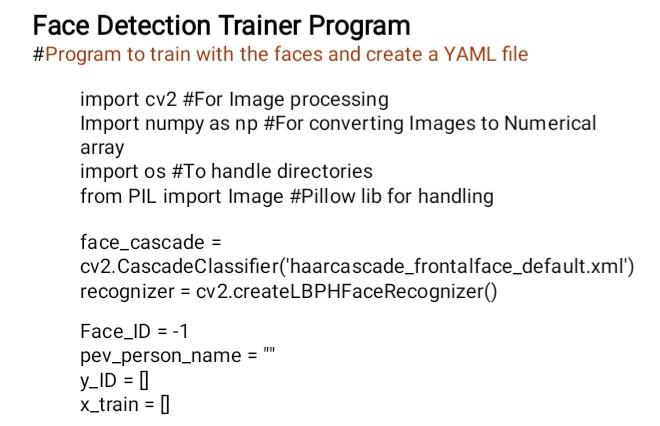 Face Detection Trainer Program
#Program to train with the faces and create a YAML file
import cv2 #For Image processing
Import numpy as np #For converting Images to Numerical
array
import os #To handle directories
from PIL import Image #Pillow lib for handling
face_cascade =
cv2.CascadeClassifier('haarcascade_frontalface_default.xml')
recognizer = cv2.createLBPHFaceRecognizer()
Face_ID = -1
pev_person_name = ""
y_ID = []
x_train = []